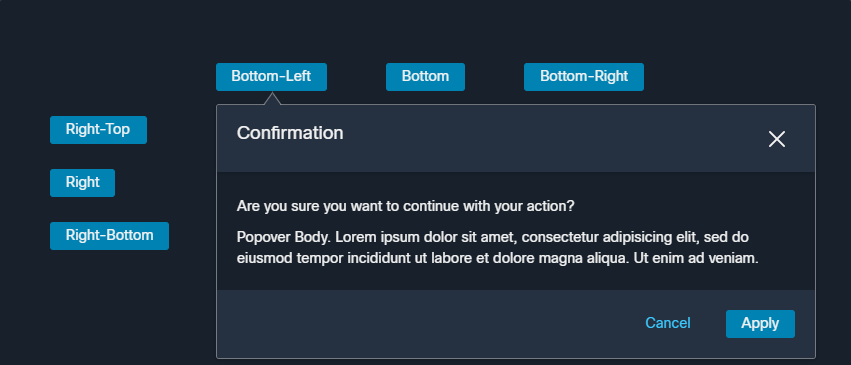 Bottom-Left Bottom Bottom-Right
Right-Top
Right
Right-Bottom
Confirmation
Are you sure you want to continue with your action?
Popover Body. Lorem ipsum dolor sit amet, consectetur adipisicing elit, sed do
eiusmod tempor incididunt ut labore et dolore magna aliqua. Ut enim ad veniam.
Cancel Apply